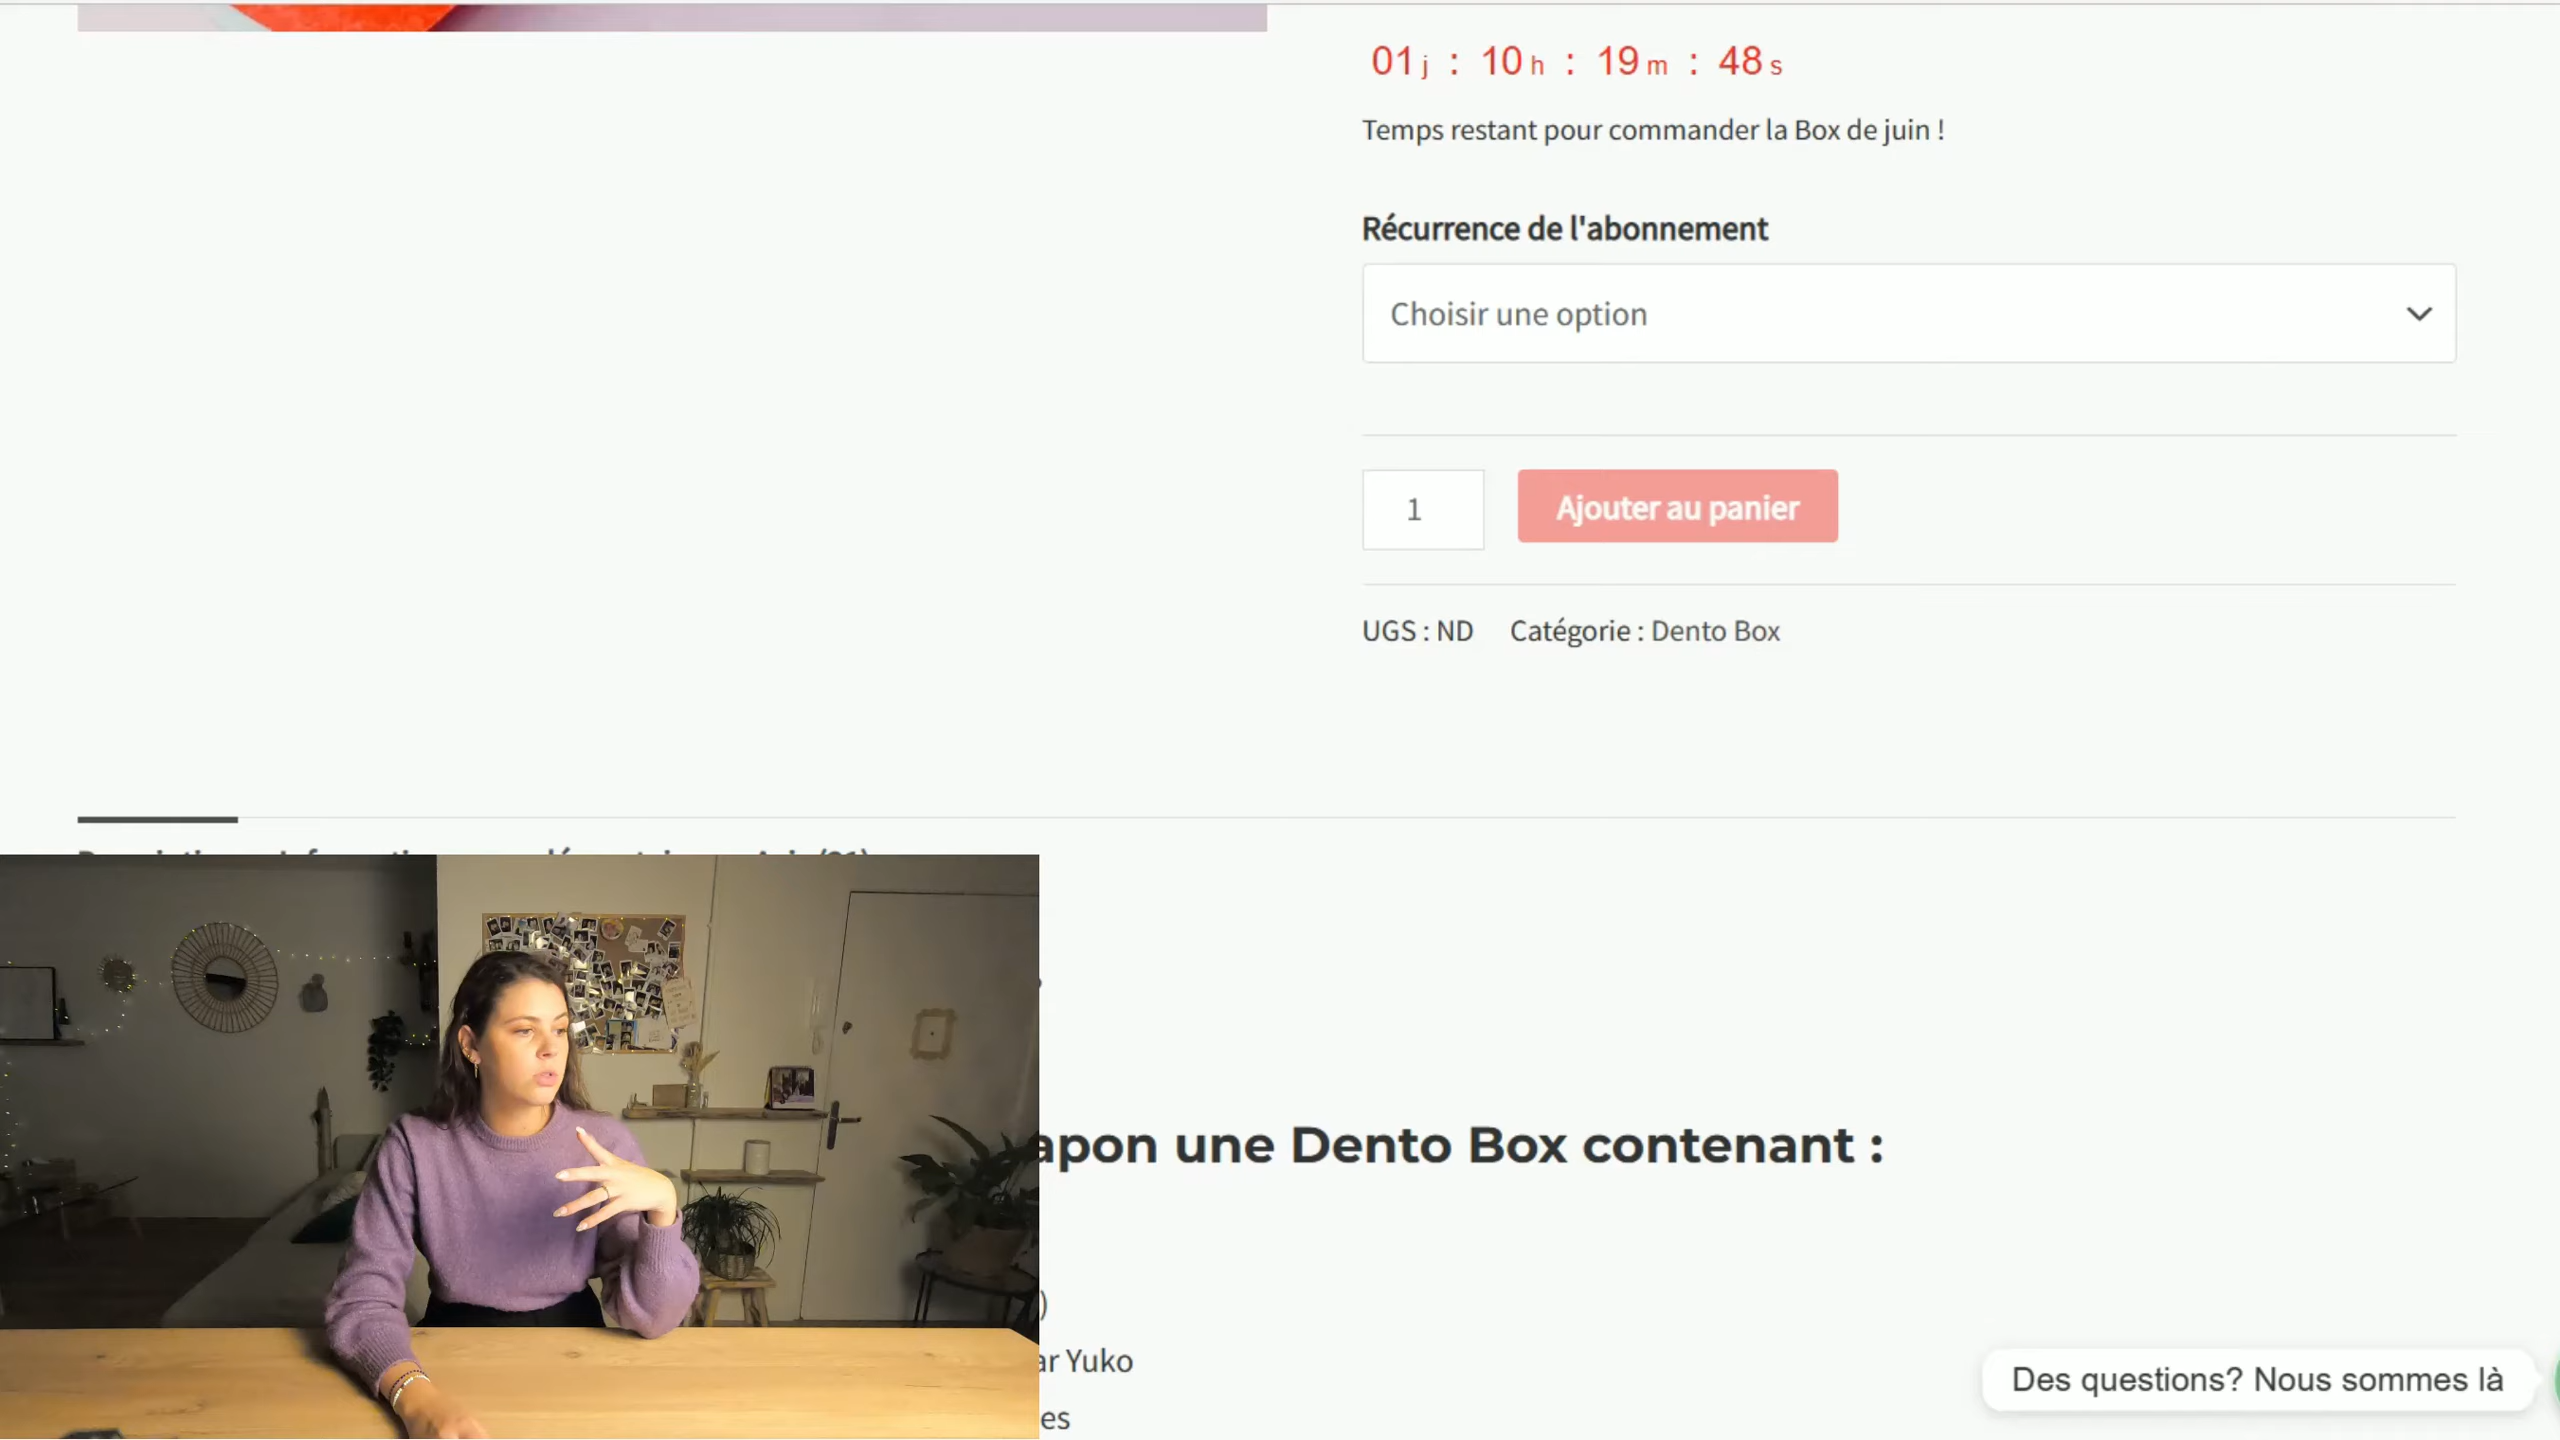 01 j : 10 h : 19 m : 48 s
Temps restant pour commander la Box de juin !
Récurrence de l'abonnement
Choisir une option
1
Ajouter au panier
UGS : ND Catégorie : Dento Box
apon une Dento Box contenant :
)
ar Yuko
es
Des questions? Nous sommes là